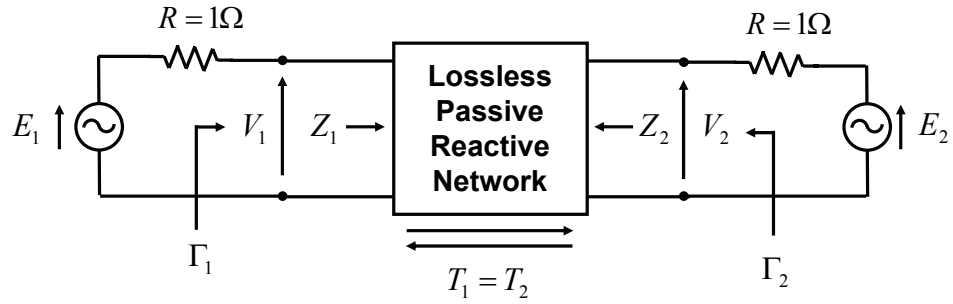 R = 1Ω
R = 1Ω
E₁
V₁
Z₁
Lossless
Passive
Reactive
Network
Z₂
V₂
E₂
Γ₁
T₁ = T₂
Γ₂